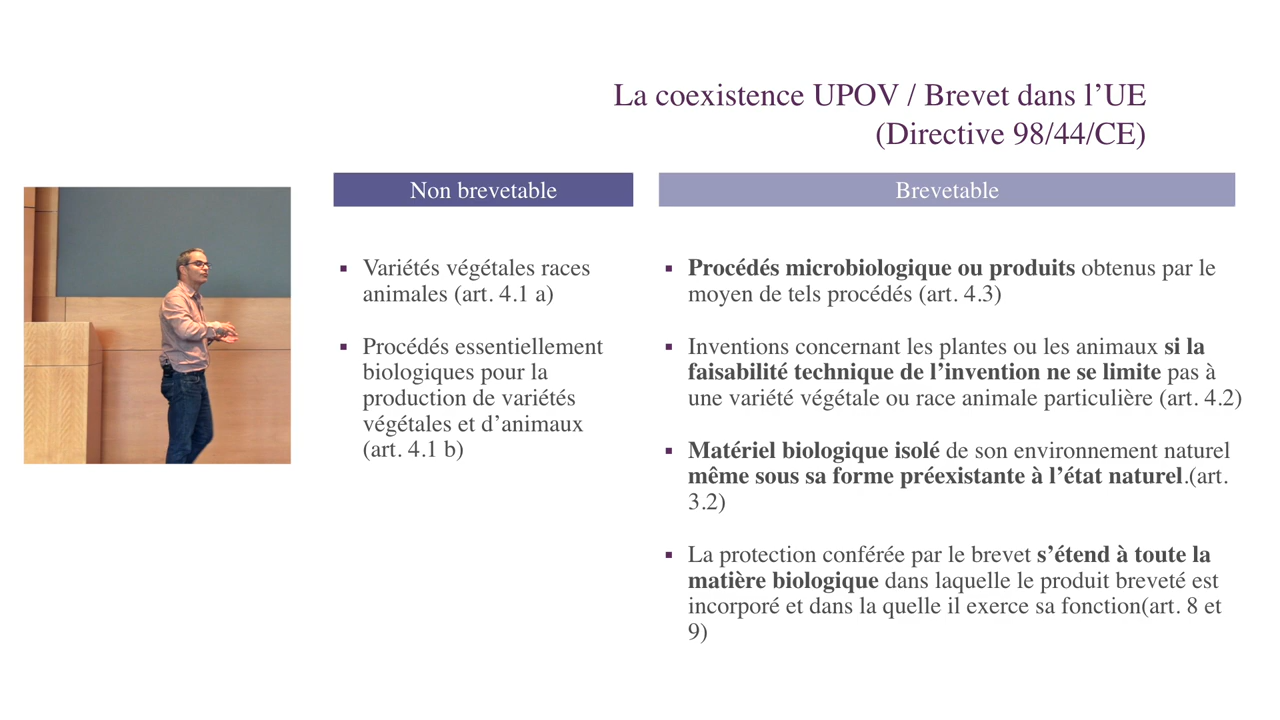 La coexistence UPOV / Brevet dans l’UE
(Directive 98/44/CE)
Non brevetable
▪ Variétés végétales races
animales (art. 4.1 a)
▪ Procédés essentiellement
biologiques pour la
production de variétés
végétales et d’animaux
(art. 4.1 b)
Brevetable
▪ Procédés microbiologique ou produits obtenus par le
moyen de tels procédés (art. 4.3)
▪ Inventions concernant les plantes ou les animaux si la
faisabilité technique de l’invention ne se limite pas à
une variété végétale ou race animale particulière (art. 4.2)
▪ Matériel biologique isolé de son environnement naturel
même sous sa forme préexistante à l’état naturel.(art.
3.2)
▪ La protection conférée par le brevet s’étend à toute la
matière biologique dans laquelle le produit breveté est
incorporé et dans la quelle il exerce sa fonction(art. 8 et
9)